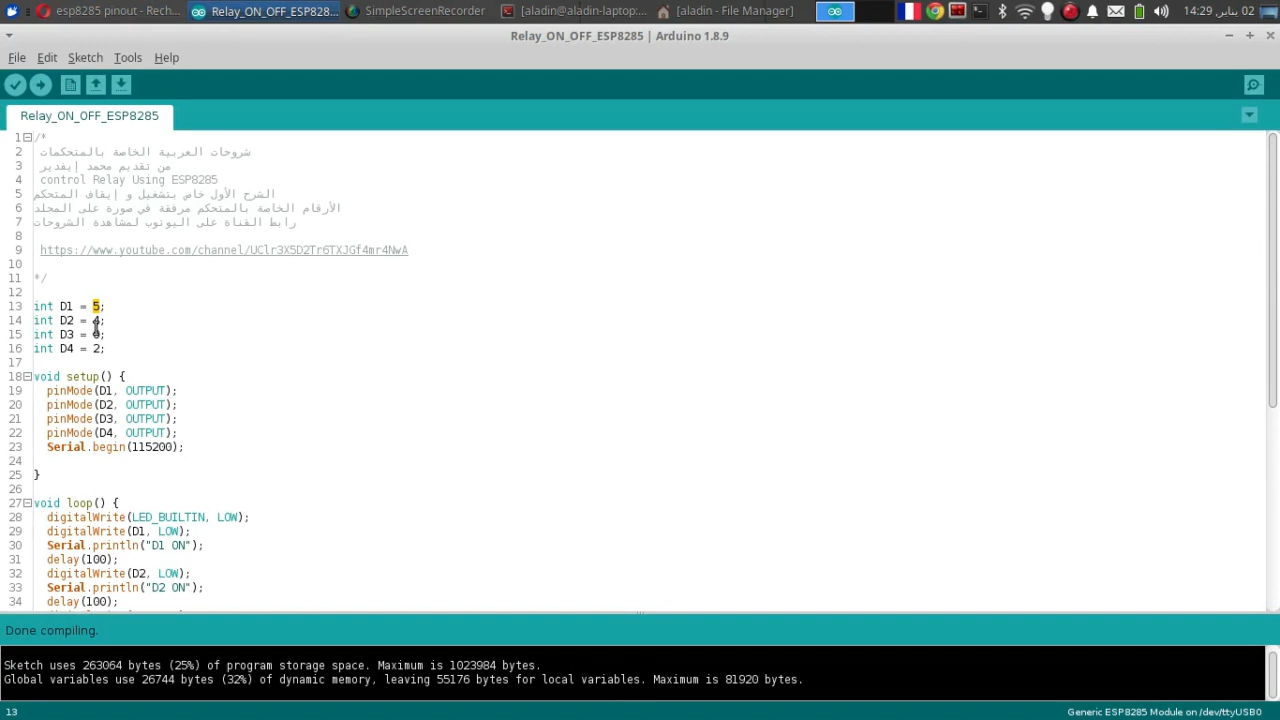 esp8285 pinout - Rech...
Relay_ON_OFF_ESP828...
SimpleScreenRecorder
[aladin@aladin-laptop:...
[aladin - File Manager]
02 يناير, 14:29
Relay_ON_OFF_ESP8285 | Arduino 1.8.9
File Edit Sketch Tools Help
Relay_ON_OFF_ESP8285
1 /*
2 شروحات العربية الخاصة بالمتحكمات
3 من تقديم محمد إيفدير
4 control Relay Using ESP8285
5 الشرح الأول خاص بتشغيل و إيقاف المتحكم
6 الأرقام الخاصة بالمتحكم مرفقة في صورة على المجلد
7 رابط القناة على اليوتوب لمشاهدة الشروحات
8
9 https://www.youtube.com/channel/UClr3X5D2Tr6TXJGf4mr4NwA
10
11 */
12
13 int D1 = 5;
14 int D2 = 4;
15 int D3 = 0;
16 int D4 = 2;
17
18 void setup() {
19 pinMode(D1, OUTPUT);
20 pinMode(D2, OUTPUT);
21 pinMode(D3, OUTPUT);
22 pinMode(D4, OUTPUT);
23 Serial.begin(115200);
24
25 }
26
27 void loop() {
28 digitalWrite(LED_BUILTIN, LOW);
29 digitalWrite(D1, LOW);
30 Serial.println("D1 ON");
31 delay(100);
32 digitalWrite(D2, LOW);
33 Serial.println("D2 ON");
34 delay(100);
Done compiling.
Sketch uses 263064 bytes (25%) of program storage space. Maximum is 1023984 bytes.
Global variables use 26744 bytes (32%) of dynamic memory, leaving 55176 bytes for local variables. Maximum is 81920 bytes.
13
Generic ESP8285 Module on /dev/ttyUSB0